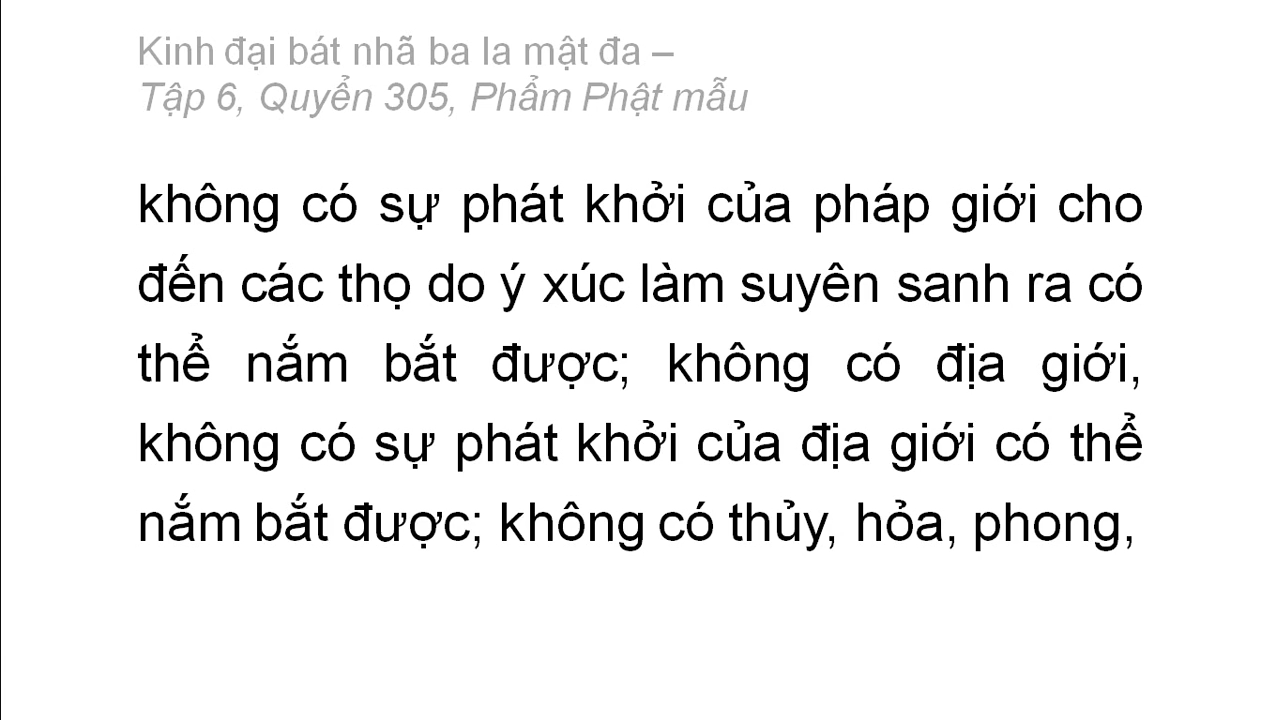 Kinh đại bát nhã ba la mật đa –
Tập 6, Quyển 305, Phẩm Phật mẫu
không có sự phát khởi của pháp giới cho
đến các thọ do ý xúc làm suyên sanh ra có
thể nắm bắt được; không có địa giới,
không có sự phát khởi của địa giới có thể
nắm bắt được; không có thủy, hỏa, phong,